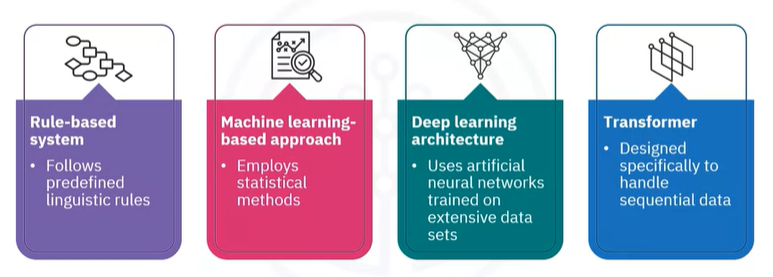 Rule-based
system
• Follows
predefined
linguistic rules
Machine learning-
based approach
• Employs
statistical
methods
Deep learning
architecture
• Uses artificial
neural networks
trained on
extensive data
sets
Transformer
• Designed
specifically to
handle
sequential data